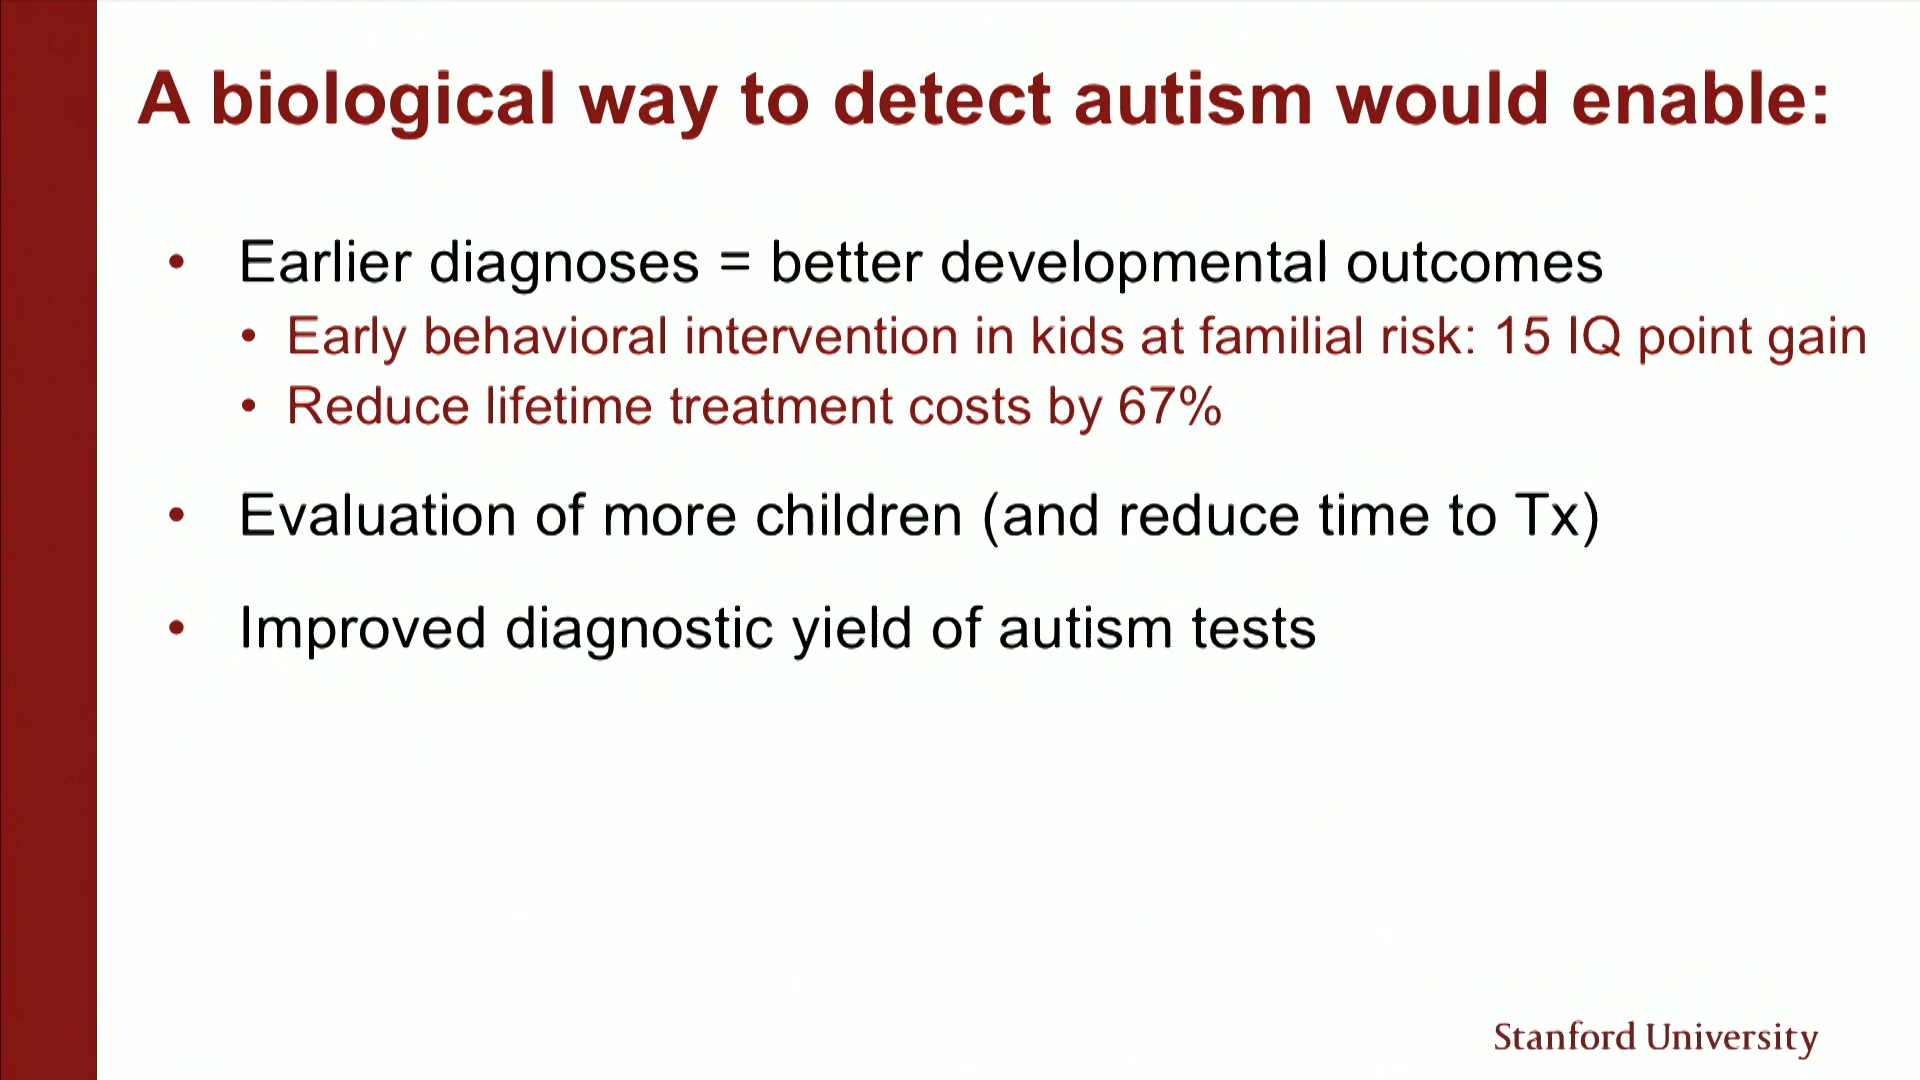 A biological way to detect autism would enable:
• Earlier diagnoses = better developmental outcomes
• Early behavioral intervention in kids at familial risk: 15 IQ point gain
• Reduce lifetime treatment costs by 67%
• Evaluation of more children (and reduce time to Tx)
• Improved diagnostic yield of autism tests
Stanford University